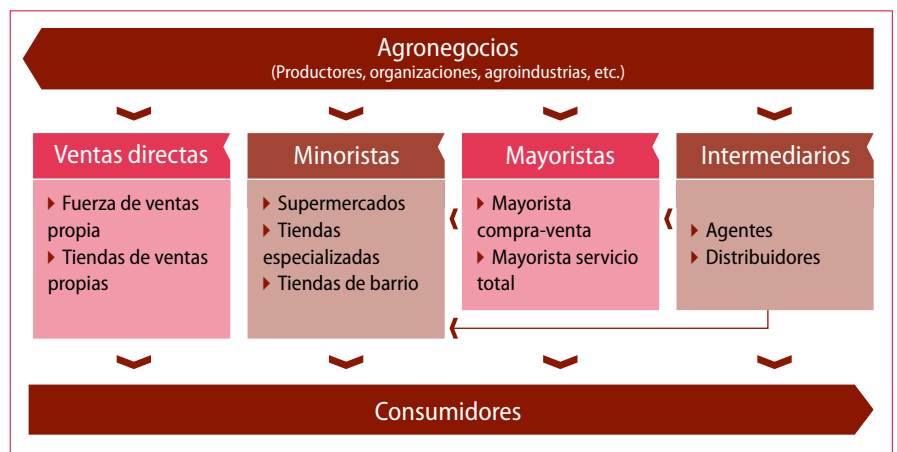 Agronegocios
(Productores, organizaciones, agroindustrias, etc.)
Ventas directas
Fuerza de ventas
propia
Tiendas de ventas
propias
Minoristas
Supermercados
Tiendas
especializadas
Tiendas de barrio
Mayoristas
Mayorista
compra-venta
Mayorista servicio
total
Intermediarios
Agentes
Distribuidores
Consumidores